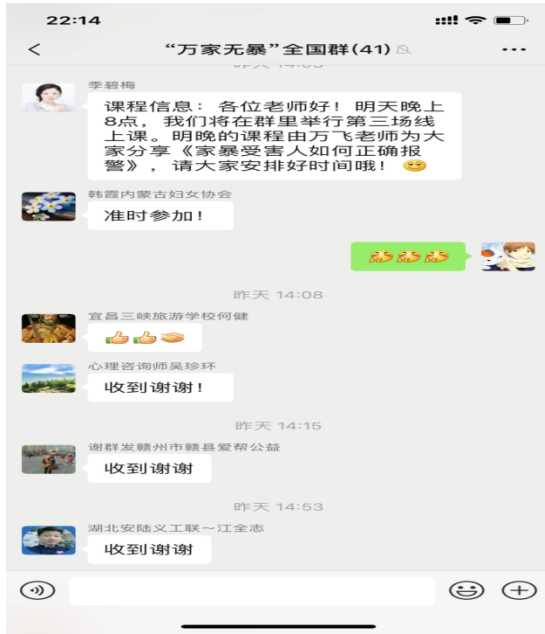 22:14
“万家无暴”全国群(41)
李碧梅
课程信息：各位老师好！明天晚上
8点，我们将在群里举行第三场线
上课。明晚的课程由万飞老师为大
家分享《家暴受害人如何正确报
警》，请大家安排好时间哦！
韩霞内蒙古妇女协会
准时参加！
昨天 14:08
宜昌三峡旅游学校何健
心理咨询师吴珍环
收到谢谢！
昨天 14:15
谢群发赣州市赣县爱帮公益
收到谢谢
昨天 14:53
湖北安陆义工联～江全志
收到谢谢